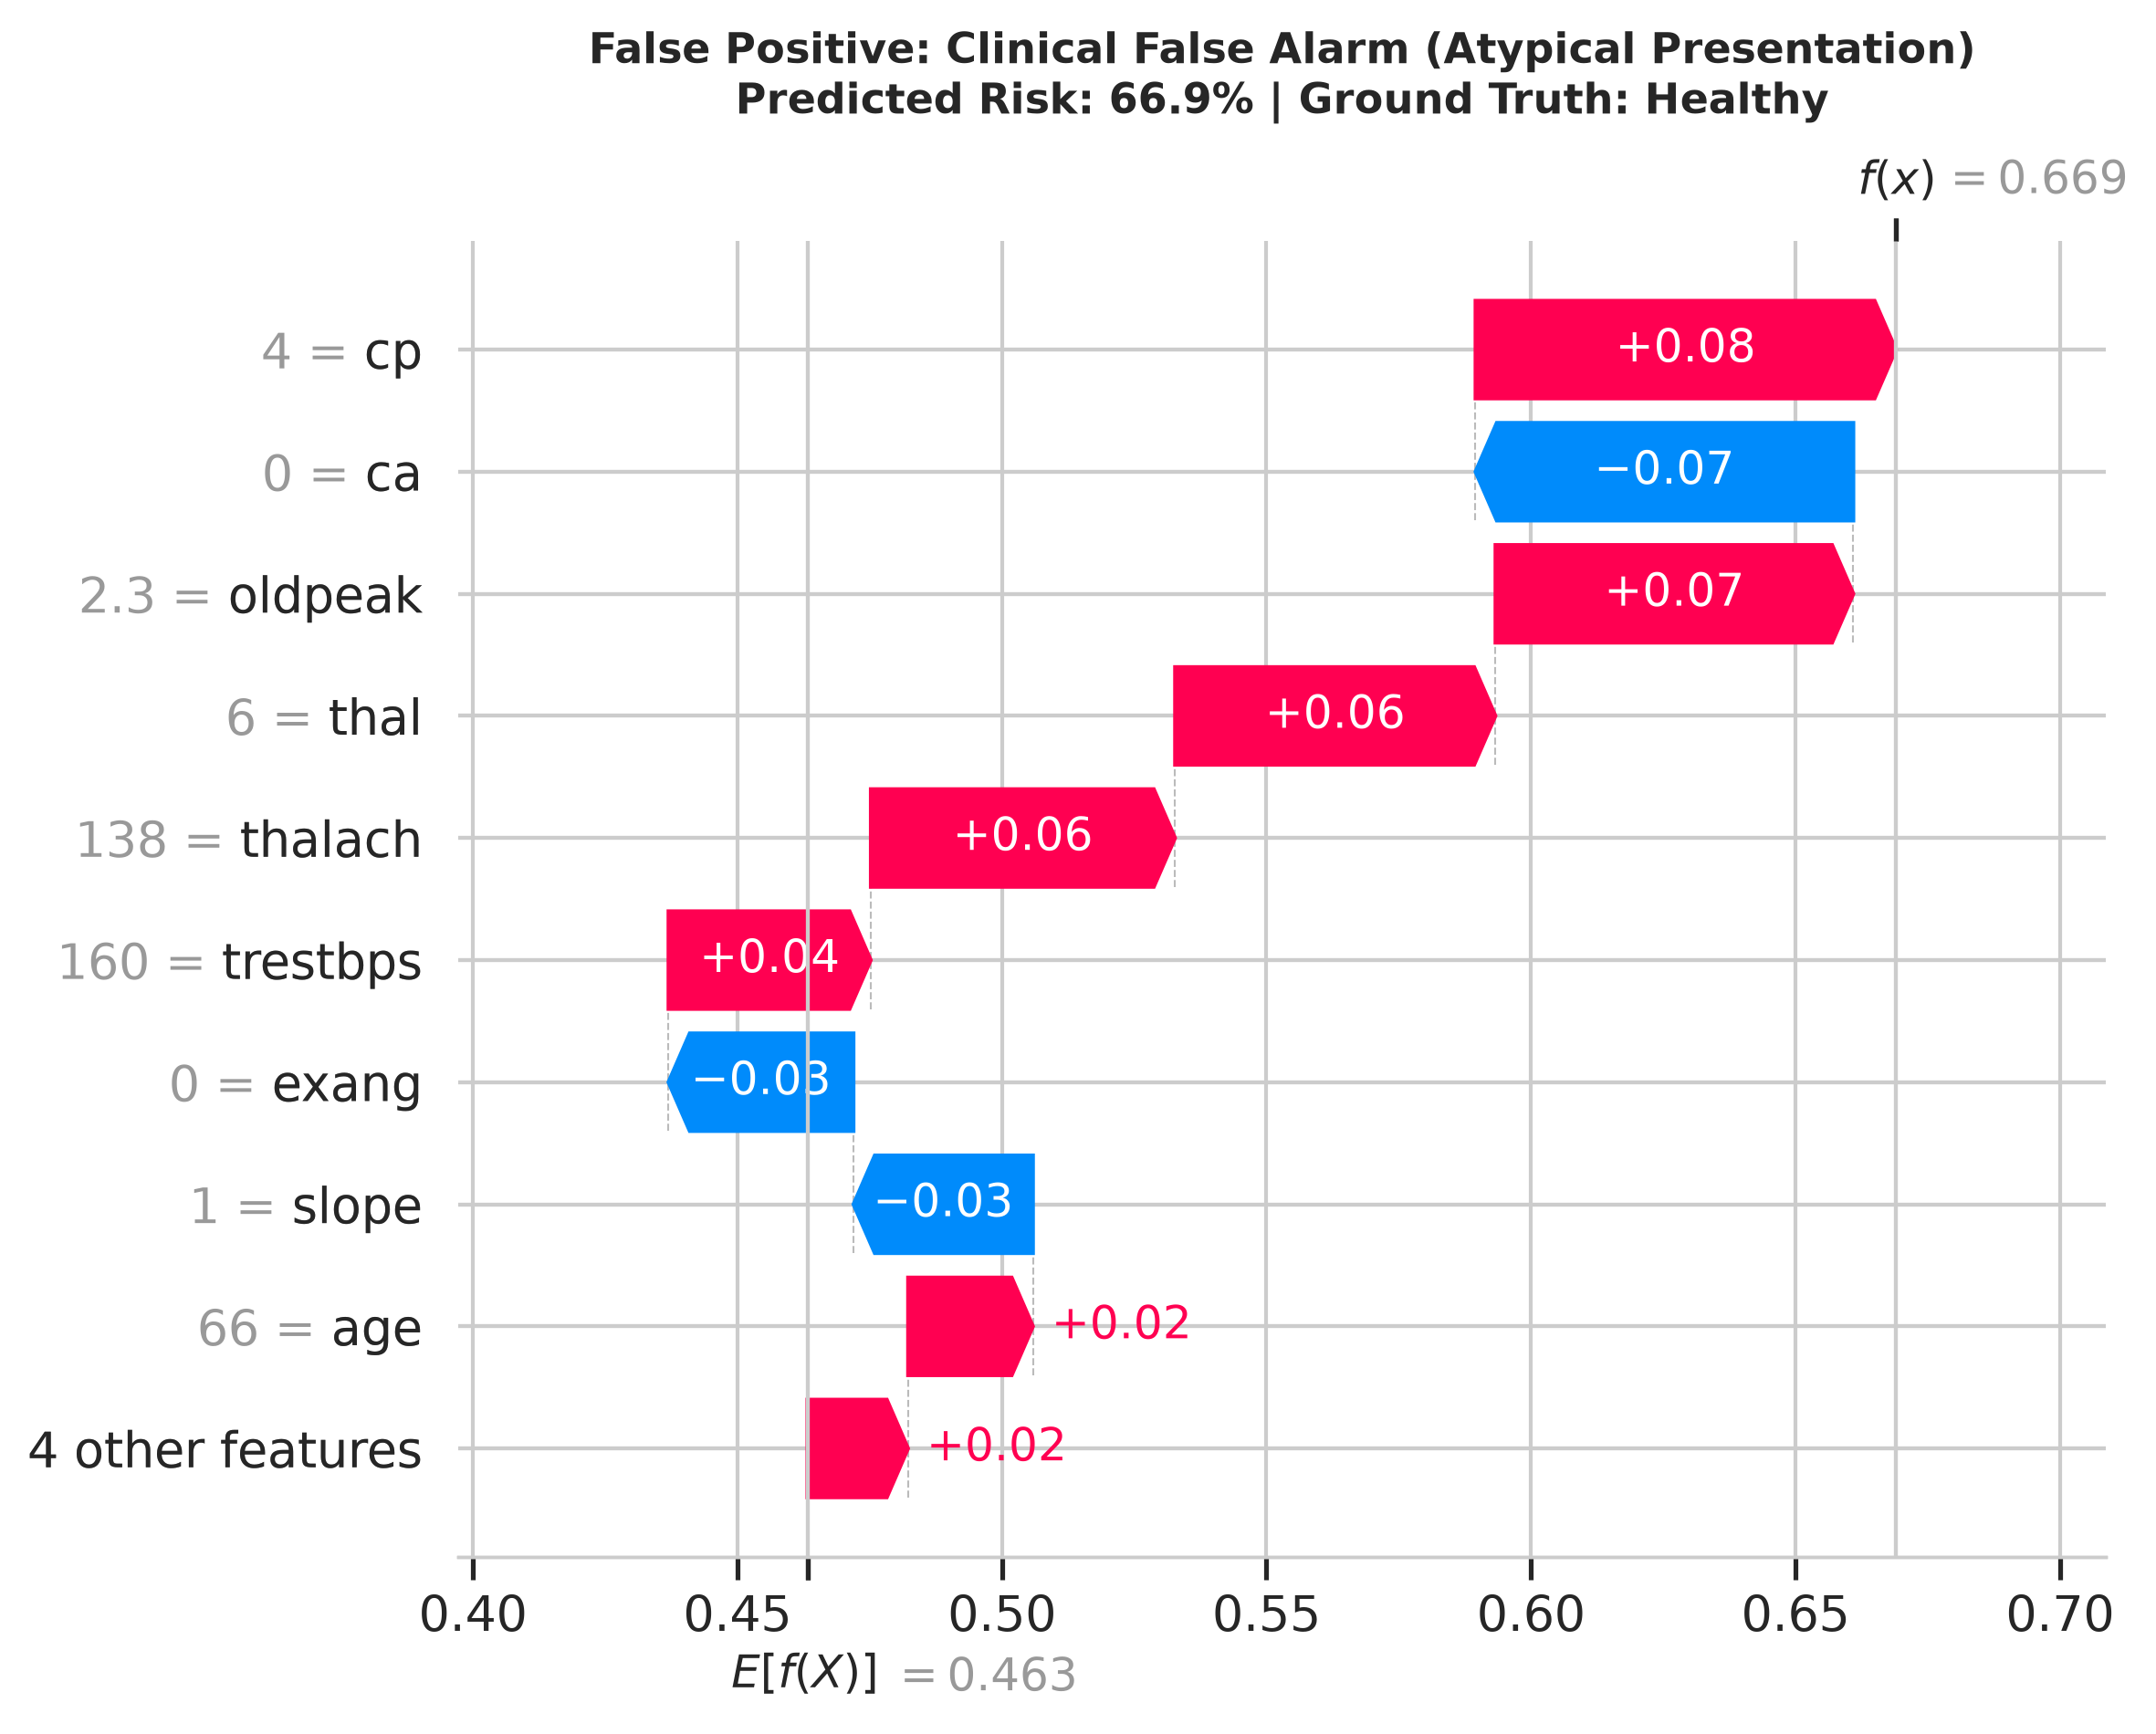 False Positive: Clinical False Alarm (Atypical Presentation)
Predicted Risk: 66.9% | Ground Truth: Healthy
f(x) = 0.669
4 = cp
+0.08
0 = ca
−0.07
2.3 = oldpeak
+0.07
6 = thal
+0.06
138 = thalach
+0.06
160 = trestbps
+0.04
0 = exang
−0.03
1 = slope
−0.03
66 = age
+0.02
4 other features
+0.02
0.40 0.45 0.50 0.55 0.60 0.65 0.70
E[f(X)] = 0.463